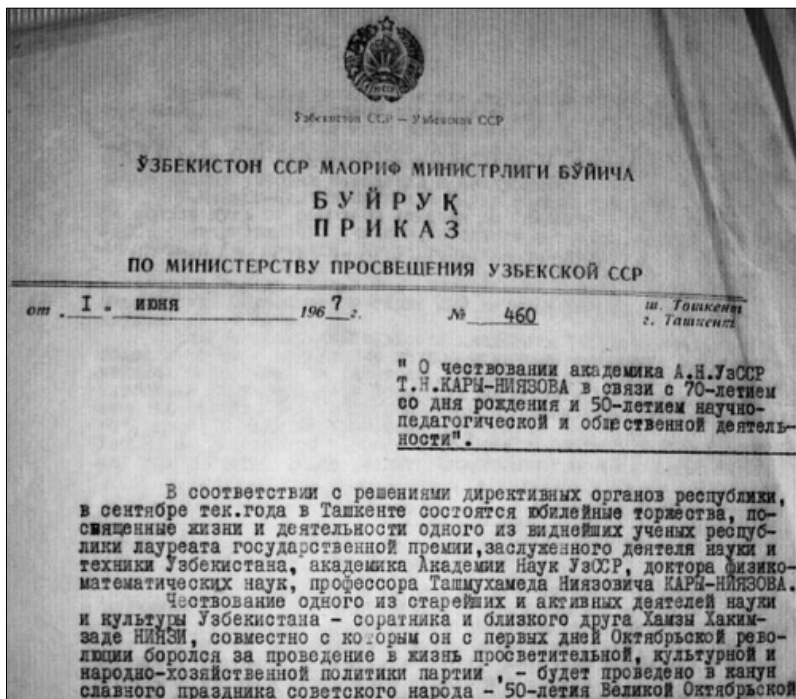 Ўзбекистон ССР — Узбекская ССР
ЎЗБЕКИСТОН ССР МАОРИФ МИНИСТРЛИГИ БЎЙИЧА
БУЙРУҚ
ПРИКАЗ
ПО МИНИСТЕРСТВУ ПРОСВЕЩЕНИЯ УЗБЕКСКОЙ ССР
от „ I " июня 1967 г. № 460 ш. Тошкент
г. Ташкент
" О чествовании академика А.Н.УзССР
Т.Н.КАРЫ-НИЯЗОВА в связи с 70-летием
со дня рождения и 50-летием научно-
педагогической и общественной деятель-
ности".
В соответствии с решениями директивных органов республики,
в сентябре тек.года в Ташкенте состоятся юбилейные торжества, по-
священные жизни и деятельности одного из виднейших ученых респуб-
лики лауреата государственной премии,заслуженного деятеля науки и
техники Узбекистана, академика Академии Наук УзССР, доктора физико-
математических наук, профессора Ташмухамеда Ниязовича КАРЫ-НИЯЗОВА.
Чествование одного из старейших и активных деятелей науки
и культуры Узбекистана - соратника и близкого друга Хамзы Хаким-
заде НИЯЗИ, совместно с которым он с первых дней Октябрьской рево-
люции боролся за проведение в жизнь просветительной, культурной и
народно-хозяйственной политики партии , - будет проведено в канун
славного праздника советского народа - 50-летия Великой Октябрьской